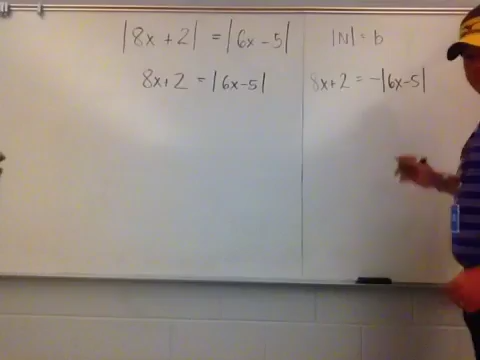 |8x + 2| = |6x - 5|
|N| = b
8x + 2 = |6x - 5|
8x + 2 = -|6x - 5|